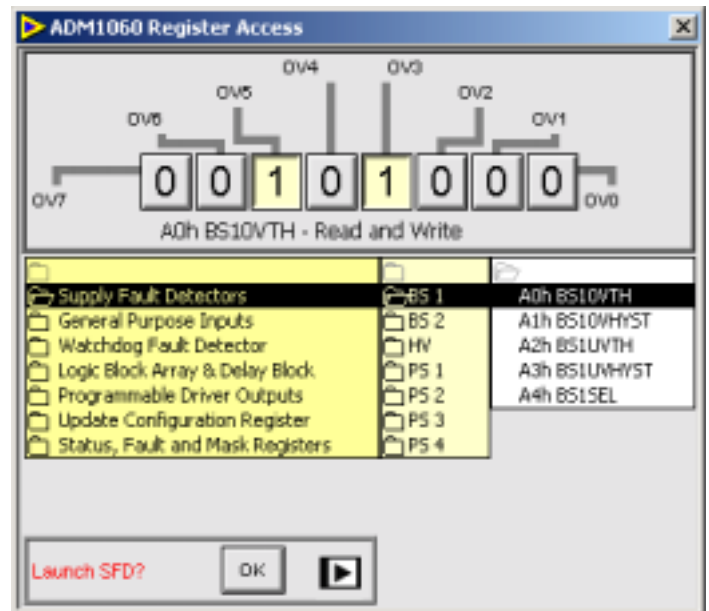 ADM1060 Register Access
OV4 OV3
OV5 OV2
OV6 OV1
0 0 1 0 1 0 0 0
OV7 OV0
A0h BS1OVTH - Read and Write
Supply Fault Detectors BS 1 A0h BS1OVTH
General Purpose Inputs BS 2 A1h BS1OVHYST
Watchdog Fault Detector HV A2h BS1UVTH
Logic Block Array & Delay Block PS 1 A3h BS1UVHYST
Programmable Driver Outputs PS 2 A4h BS1SEL
Update Configuration Register PS 3
Status, Fault and Mask Registers PS 4
Launch SFD? OK